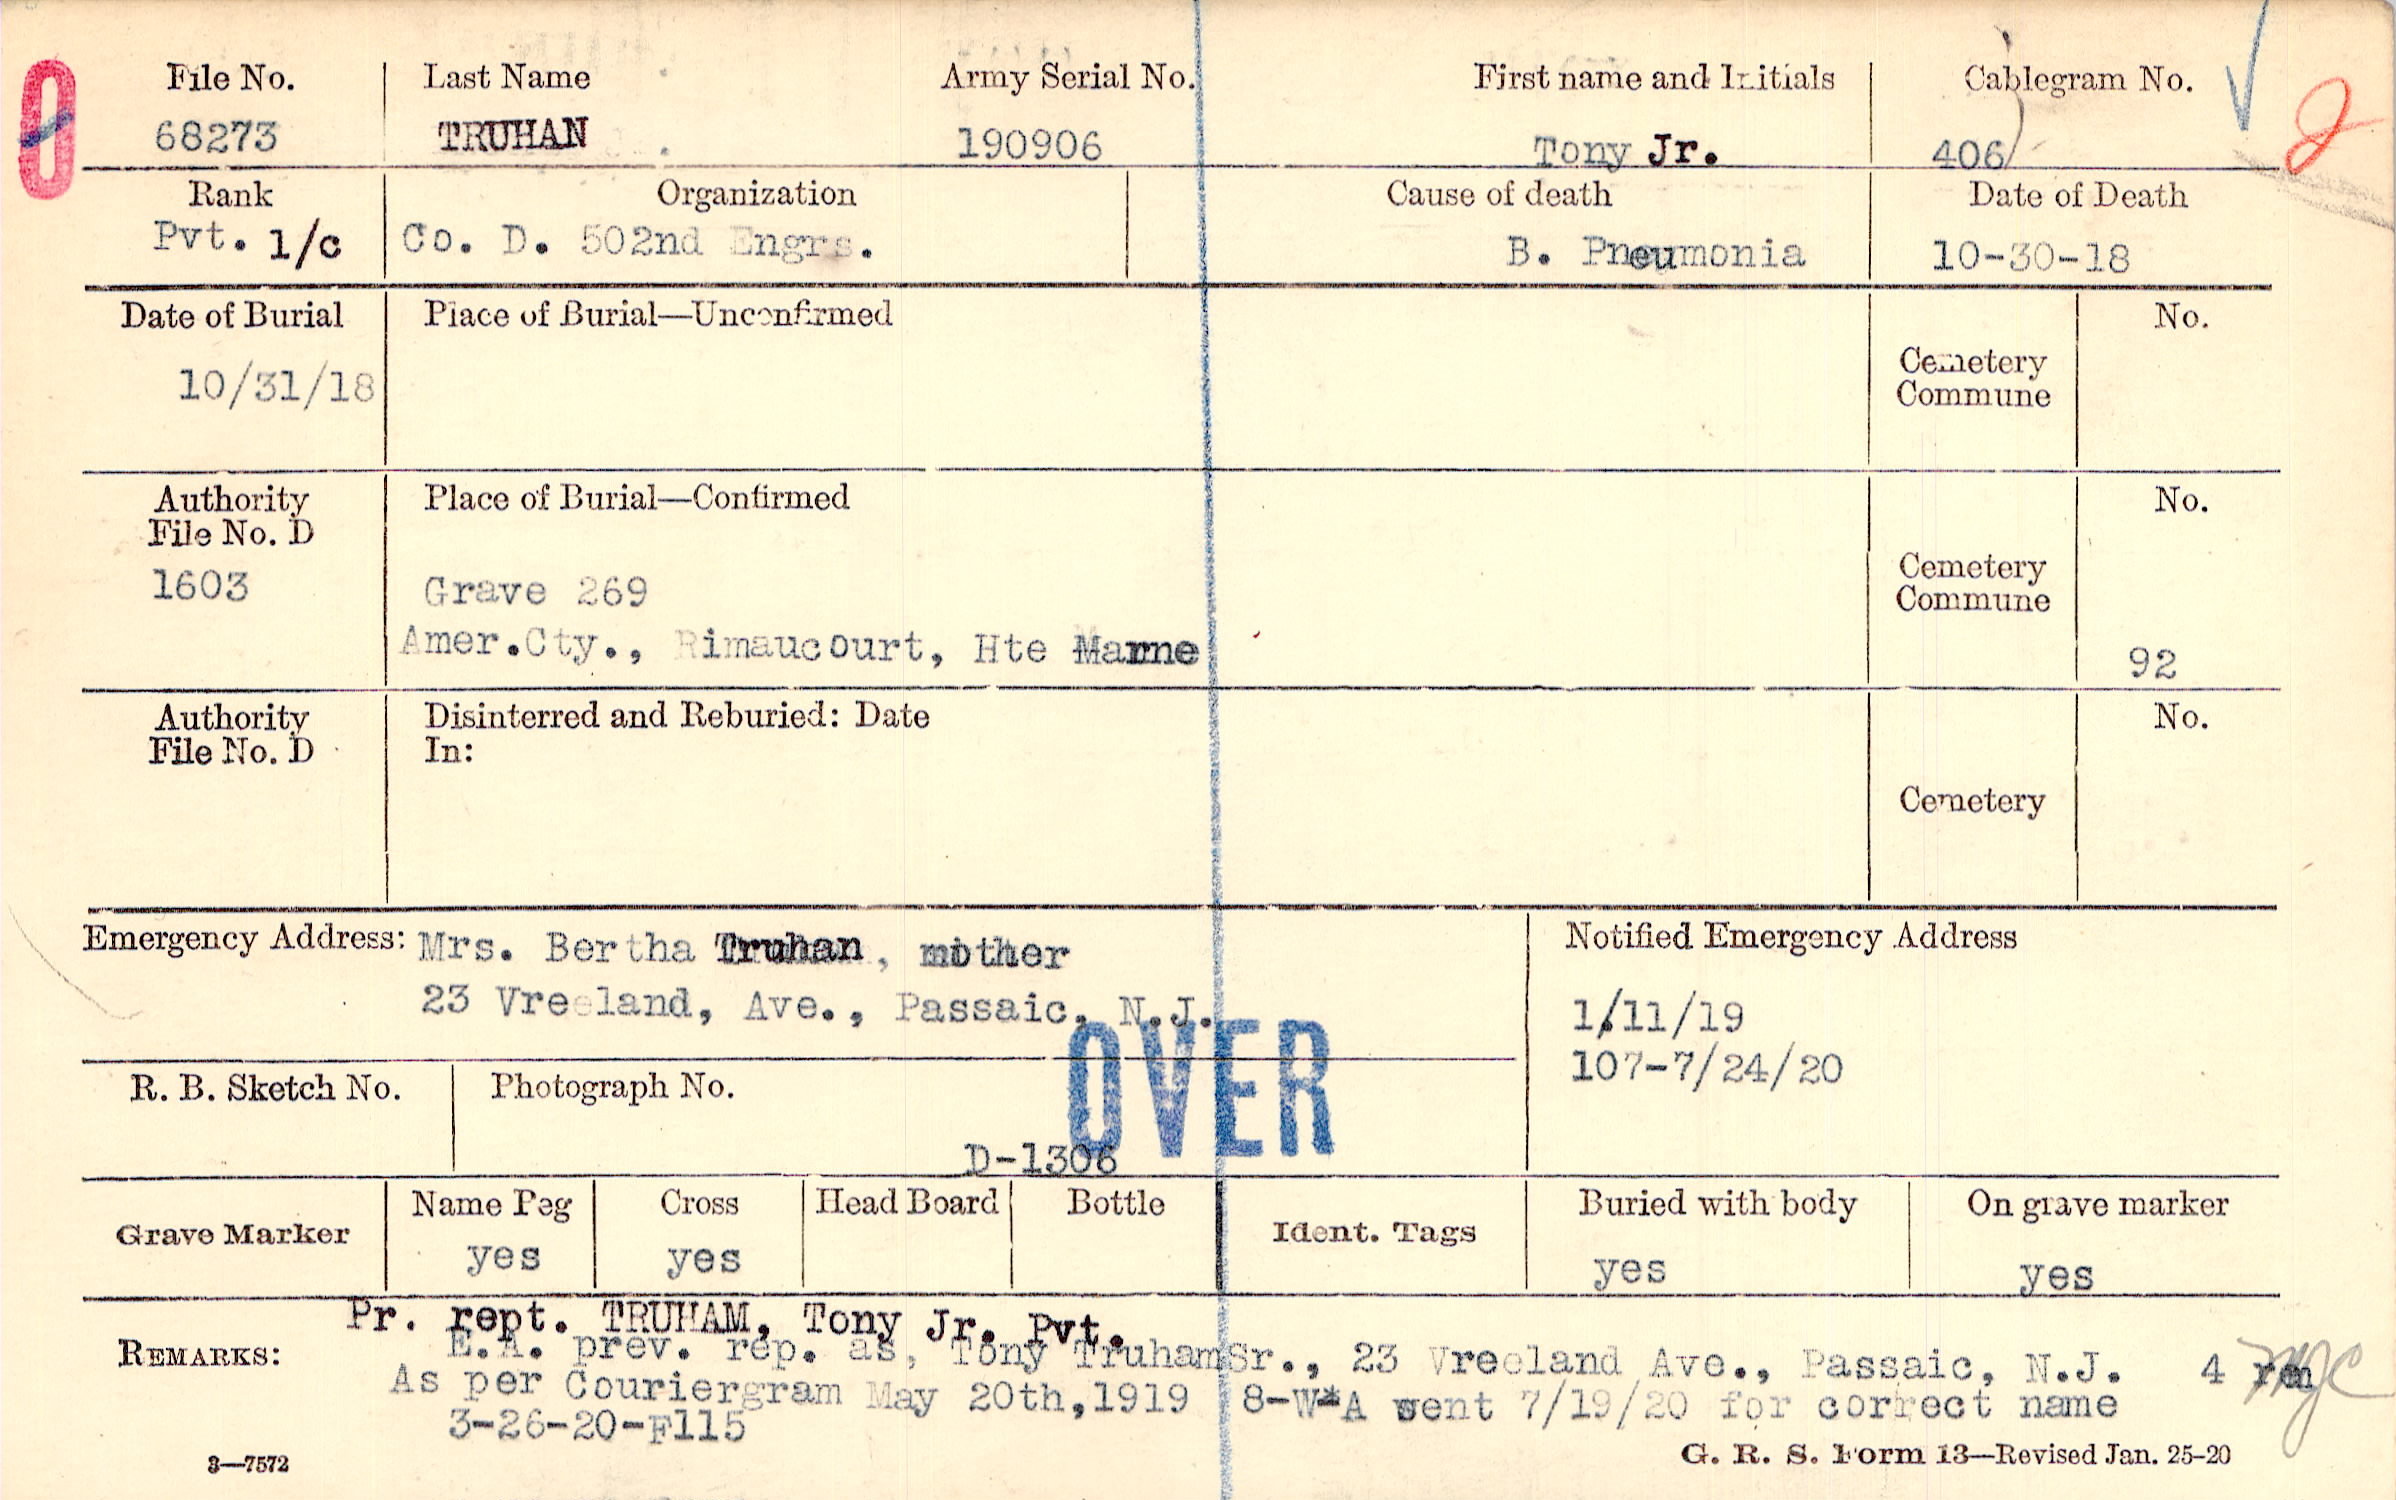 File No. Last Name Army Serial No. First name and Initials Cablegram No.
68273 TRUHAN 190906 Tony Jr. 406
Rank Organization Cause of death Date of Death
Pvt. 1/c Co. D. 502nd Engrs. B. Pneumonia 10-30-18
Date of Burial Place of Burial—Unconfirmed No.
10/31/18
Cemetery
Commune
Authority Place of Burial—Confirmed No.
File No. D
1603 Grave 269
Cemetery
Commune
Amer.Cty., Rimaucourt, Hte Marne 92
Authority Disinterred and Reburied: Date No.
File No. D In:
Cemetery
Emergency Address: Mrs. Bertha Truhan, mother
23 Vreeland, Ave., Passaic, N.J.
Notified Emergency Address
1/11/19
107-7/24/20
OVER
R. B. Sketch No. Photograph No.
D-1306
Grave Marker Name Peg Cross Head Board Bottle Ident. Tags Buried with body On grave marker
yes yes yes yes
Pr. rept. TRUHAM, Tony Jr. Pvt.
REMARKS: E.A. prev. rep. as, Tony Truham Sr., 23 Vreeland Ave., Passaic, N.J. 4
As per Couriergram May 20th, 1919 8-W*A sent 7/19/20 for correct name
3-26-20-F115
3—7572 G. R. S. Form 13—Revised Jan. 25-20